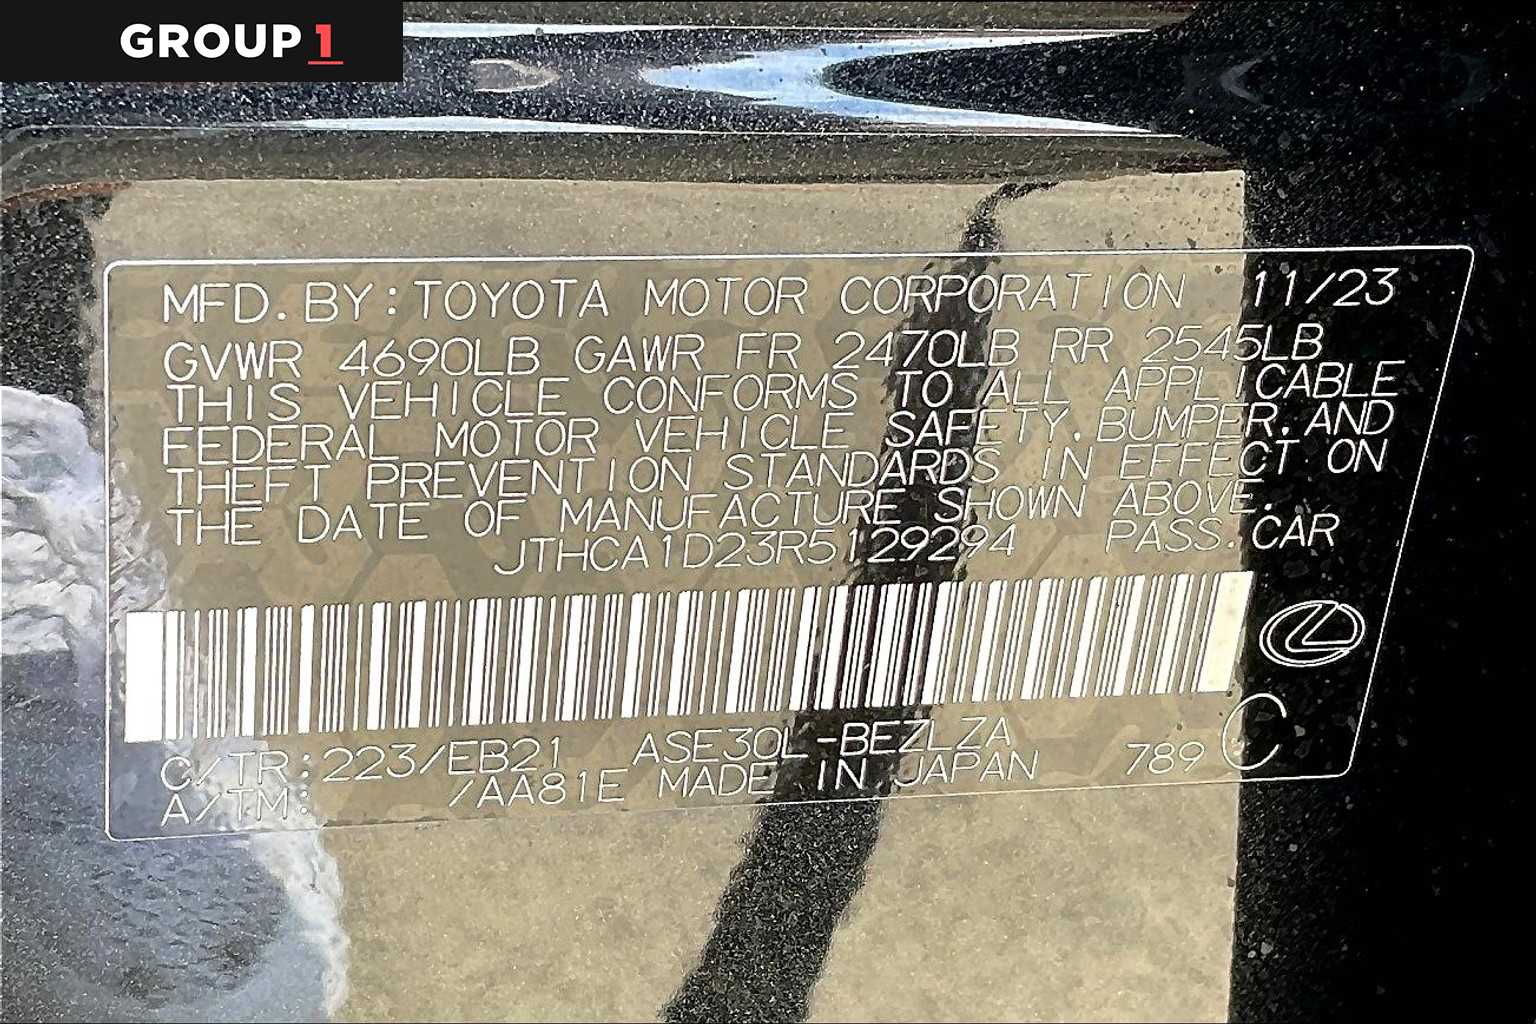 GROUP 1
MFD. BY: TOYOTA MOTOR CORPORATION 11/23
GVWR 4690LB GAWR FR 2470LB RR 2545LB
THIS VEHICLE CONFORMS TO ALL APPLICABLE
FEDERAL MOTOR VEHICLE SAFETY, BUMPER, AND
THEFT PREVENTION STANDARDS IN EFFECT ON
THE DATE OF MANUFACTURE SHOWN ABOVE.
JTHCA1D23R5129294 PASS. CAR
C/TR: 223/EB21 ASE30L-BEZLZA
A/TM: /AA81E MADE IN JAPAN 789 C